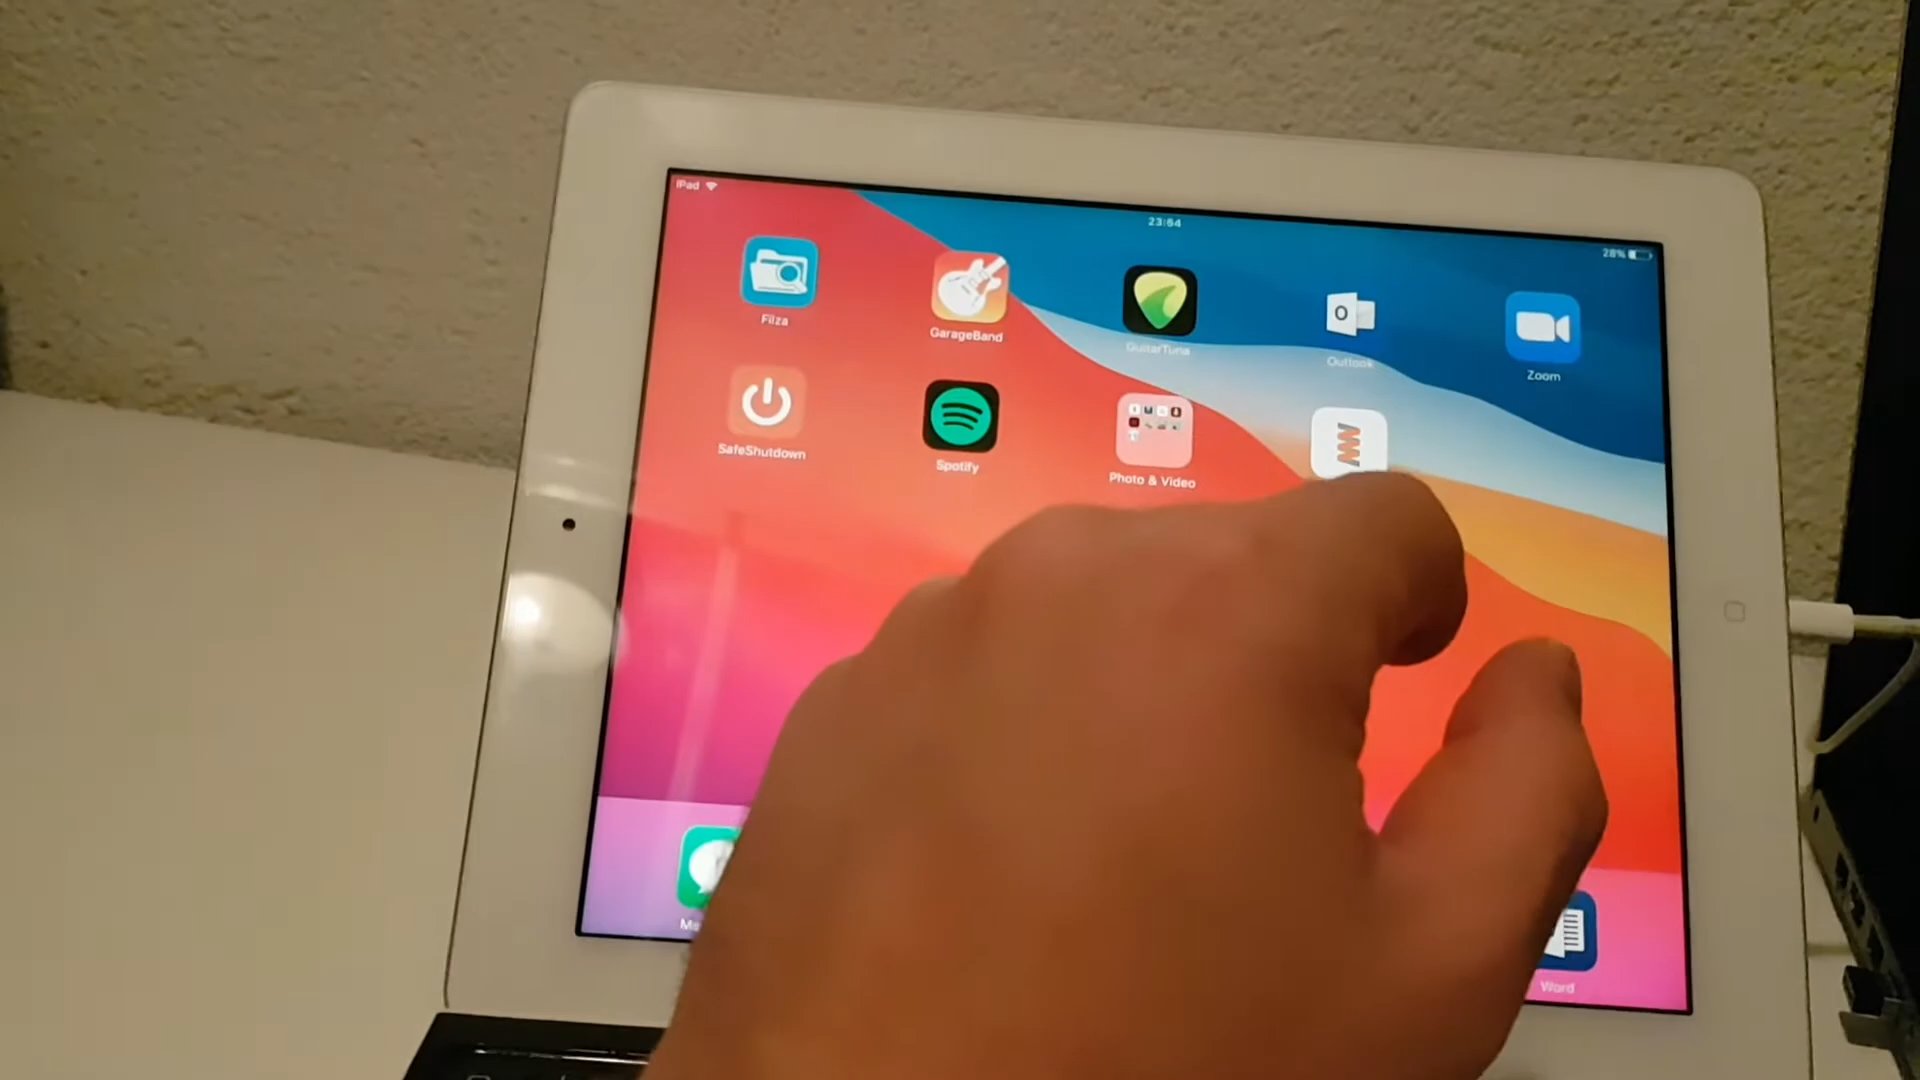 iPad
23:54
28%
Filza
GarageBand
GuitarTuna
Outlook
Zoom
SafeShutdown
Spotify
Photo & Video
Word